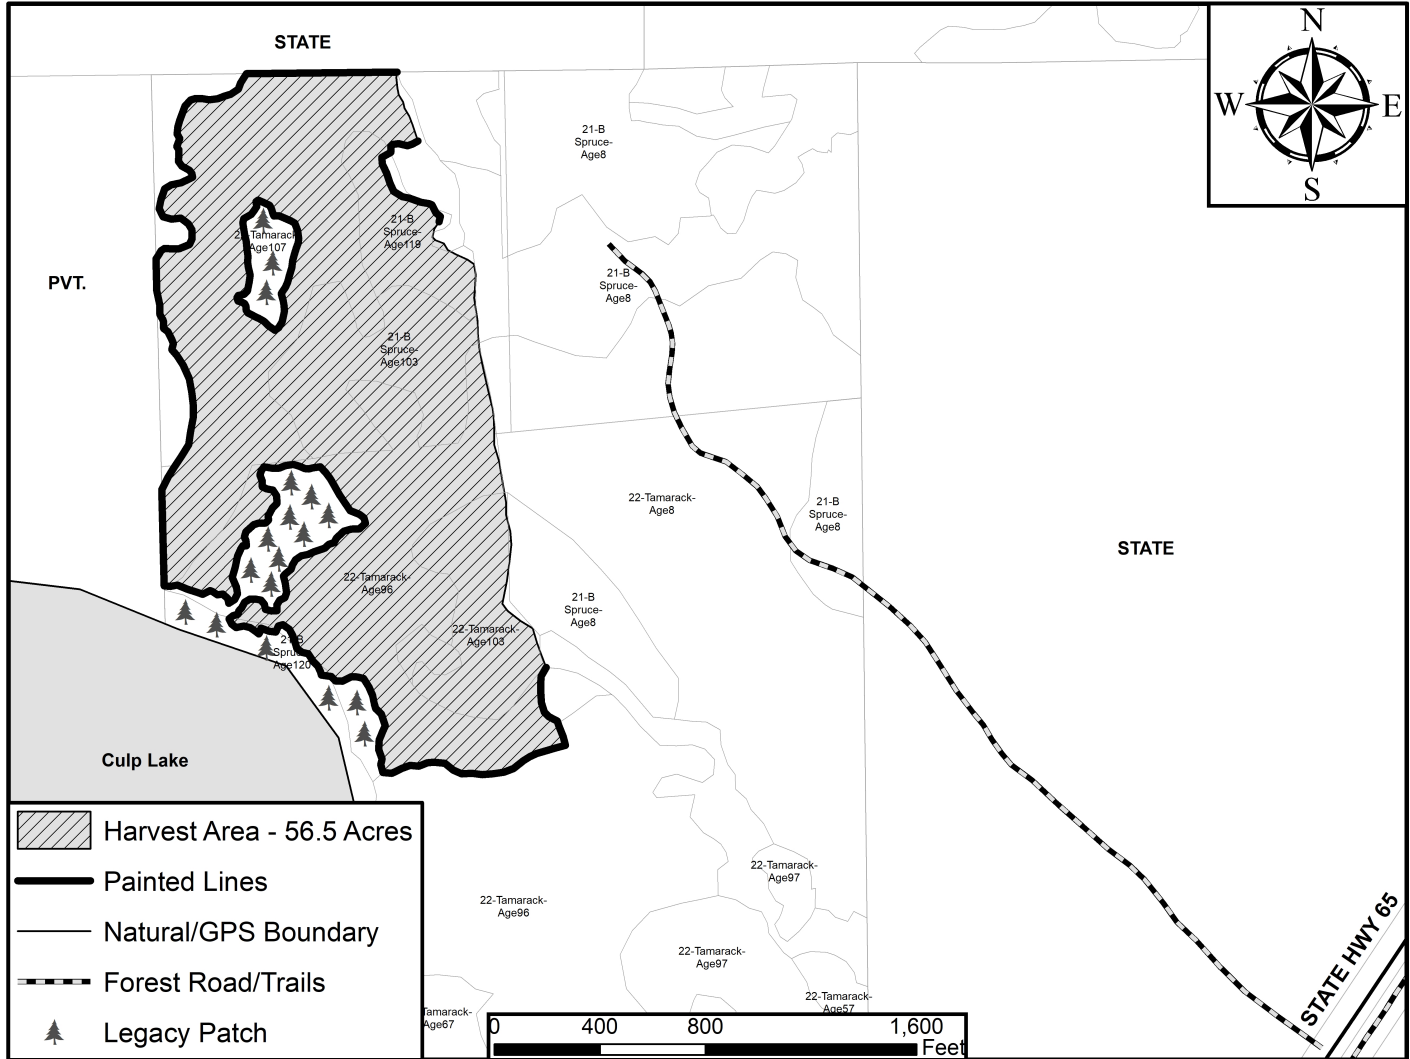 STATE
N
W
E
S
21-B
Spruce-
Age8
21-B
Spruce-
Age119
22-Tamarack-
Age107
PVT.
21-B
Spruce-
Age8
21-B
Spruce-
Age103
22-Tamarack-
Age8
21-B
Spruce-
Age8
STATE
22-Tamarack-
Age96
21-B
Spruce-
Age8
22-Tamarack-
Age103
21-B
Spruce-
Age120
Culp Lake
Harvest Area - 56.5 Acres
Painted Lines
Natural/GPS Boundary
Forest Road/Trails
Legacy Patch
22-Tamarack-
Age97
22-Tamarack-
Age96
22-Tamarack-
Age97
22-Tamarack-
Age57
Tamarack-
Age67
STATE HWY 65
0 400 800 1,600
Feet